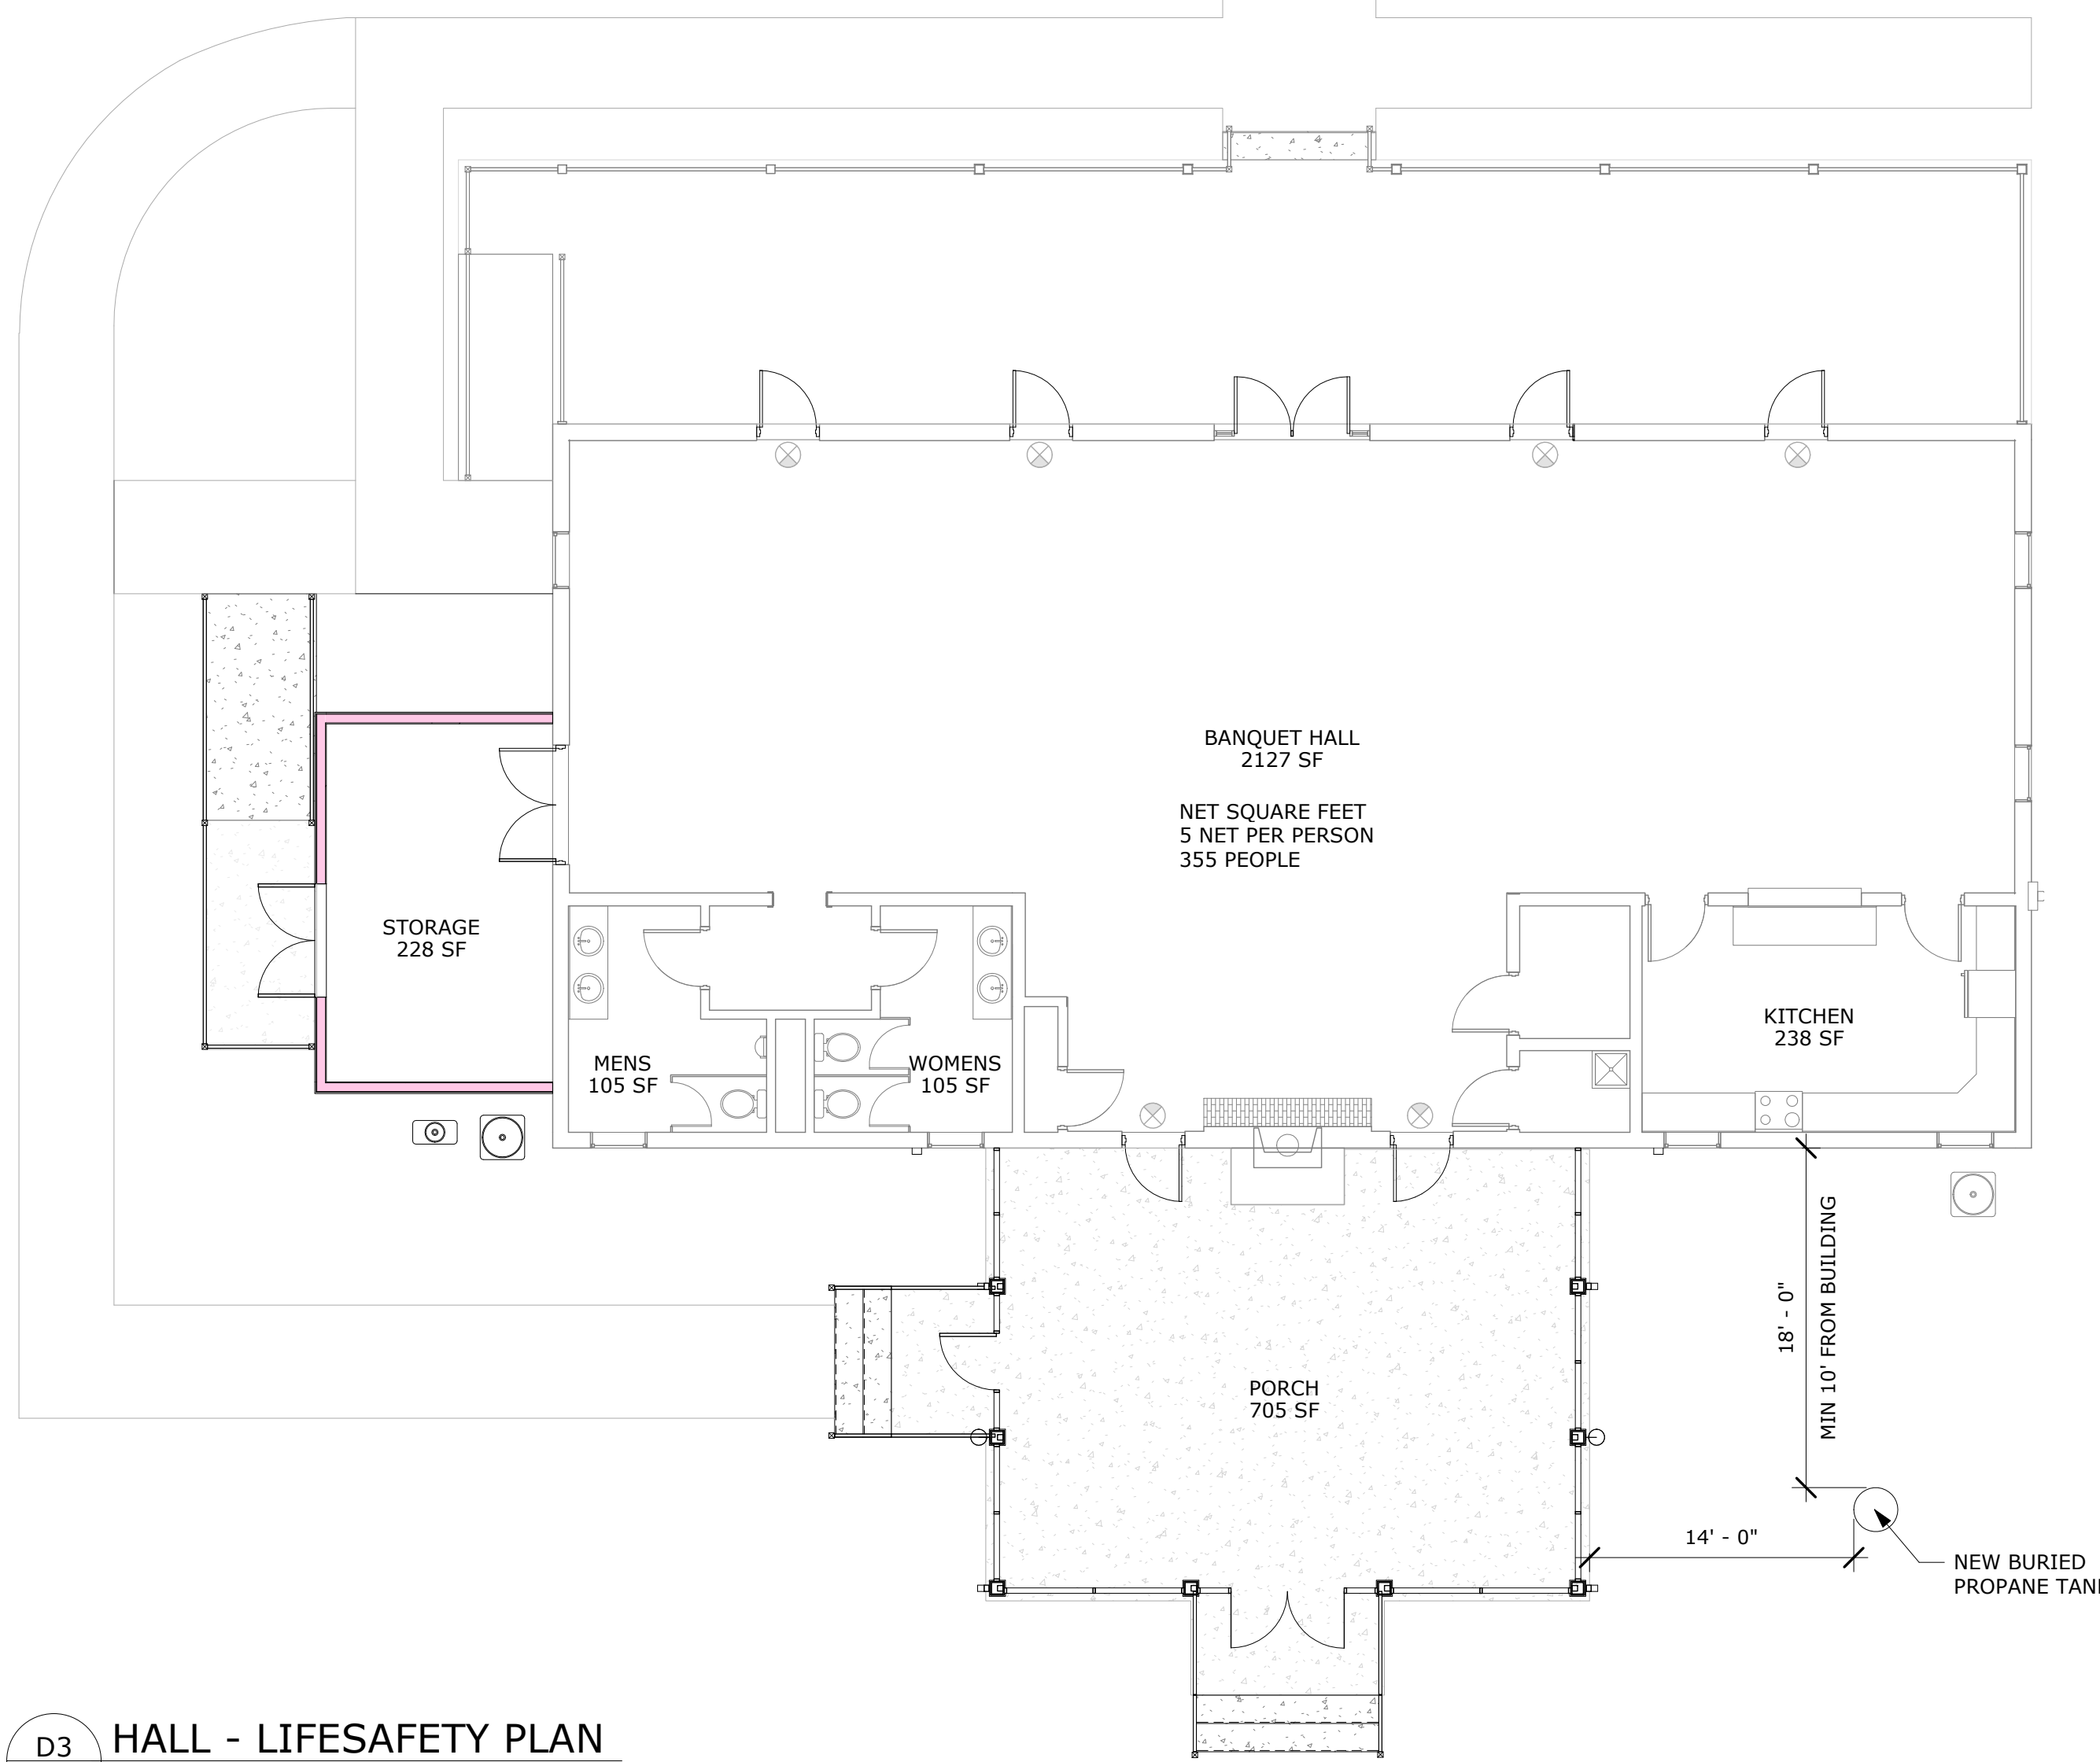 BANQUET HALL
2127 SF
NET SQUARE FEET
5 NET PER PERSON
355 PEOPLE
STORAGE
228 SF
MENS
105 SF
WOMENS
105 SF
KITCHEN
238 SF
18' - 0"
MIN 10' FROM BUILDING
PORCH
705 SF
14' - 0"
NEW BURIED
PROPANE TAN
D3
HALL - LIFESAFETY PLAN